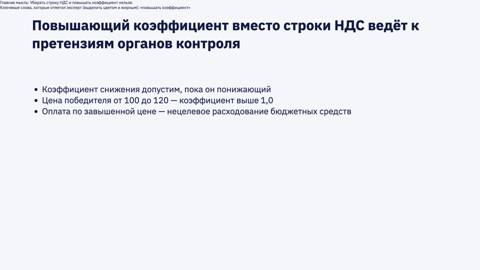 Главная мысль: Убирать строку НДС и повышать коэффициент нельзя.
Ключевые слова, которые отметил эксперт (выделить цветом и жирным): «повышать коэффициент»
Повышающий коэффициент вместо строки НДС ведёт к
претензиям органов контроля
• Коэффициент снижения допустим, пока он понижающий
• Цена победителя от 100 до 120 — коэффициент выше 1,0
• Оплата по завышенной цене — нецелевое расходование бюджетных средств